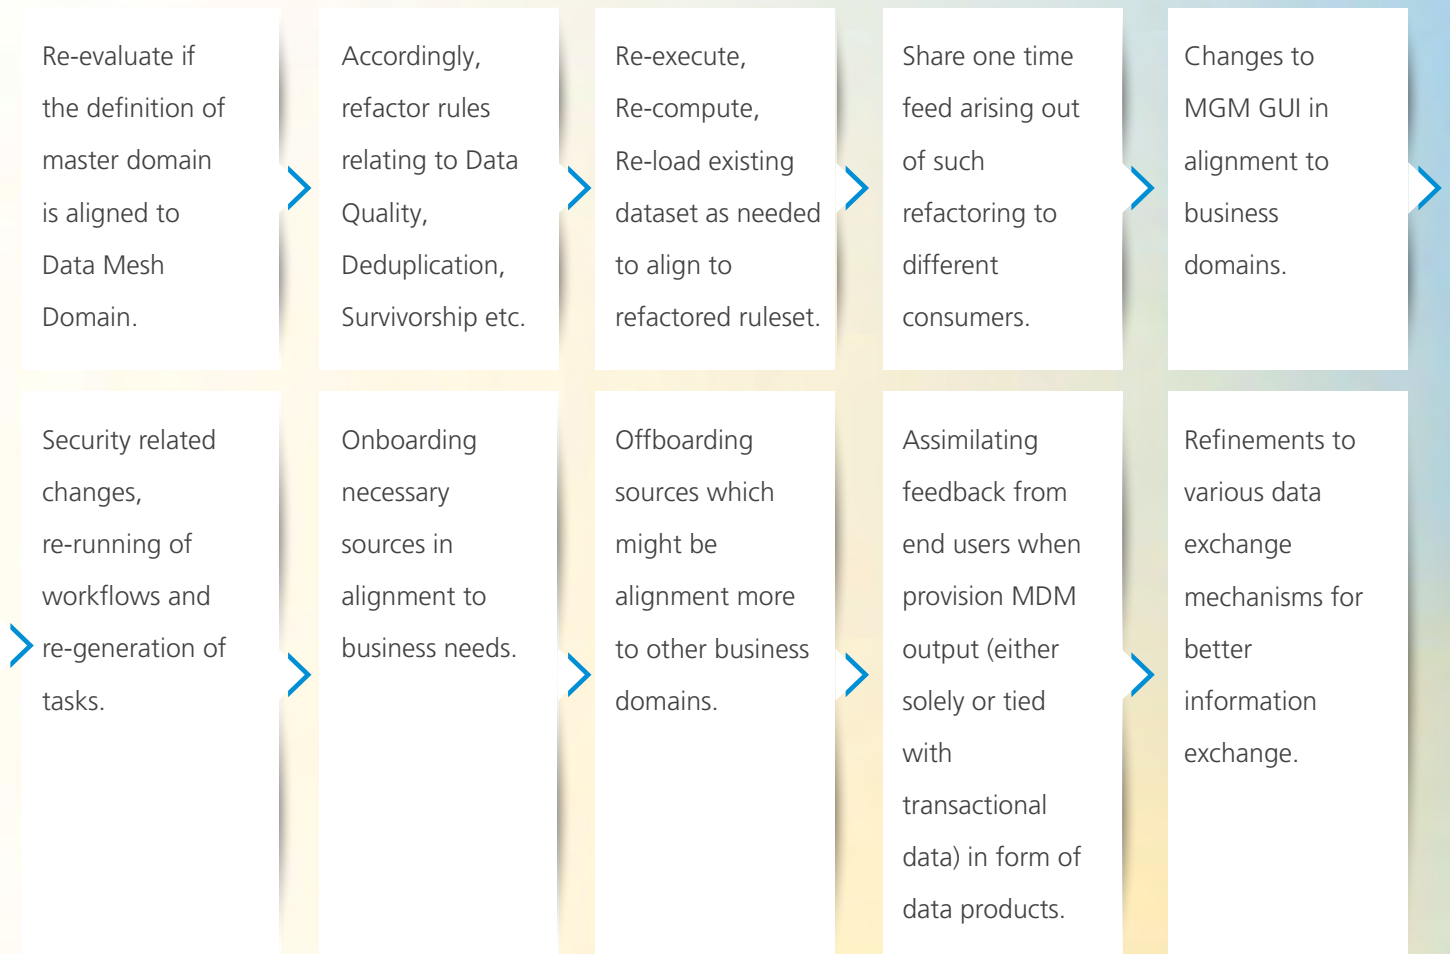 Re-evaluate if
the definition of
master domain
is aligned to
Data Mesh
Domain.
Accordingly,
refactor rules
relating to Data
Quality,
Deduplication,
Survivorship etc.
Re-execute,
Re-compute,
Re-load existing
dataset as needed
to align to
refactored ruleset.
Share one time
feed arising out
of such
refactoring to
different
consumers.
Changes to
MGM GUI in
alignment to
business
domains.
Security related
changes,
re-running of
workflows and
re-generation of
tasks.
Onboarding
necessary
sources in
alignment to
business needs.
Offboarding
sources which
might be
alignment more
to other business
domains.
Assimilating
feedback from
end users when
provision MDM
output (either
solely or tied
with
transactional
data) in form of
data products.
Refinements to
various data
exchange
mechanisms for
better
information
exchange.